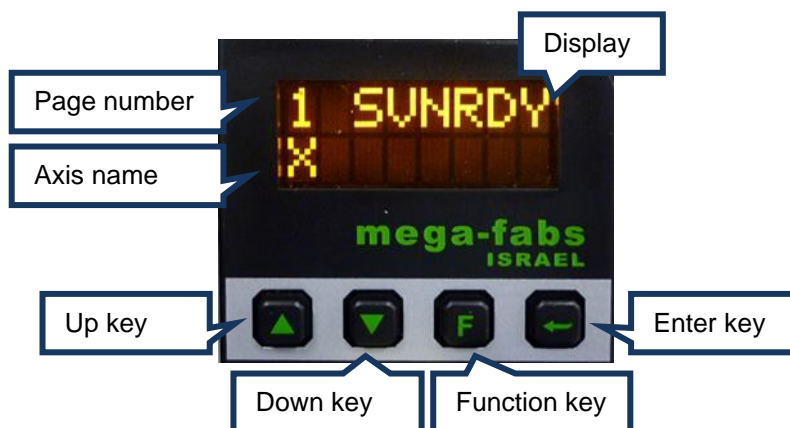 Display
Page number
1 SVNRDY
Axis name
X
mega-fabs
ISRAEL
Up key
F
Enter key
Down key
Function key